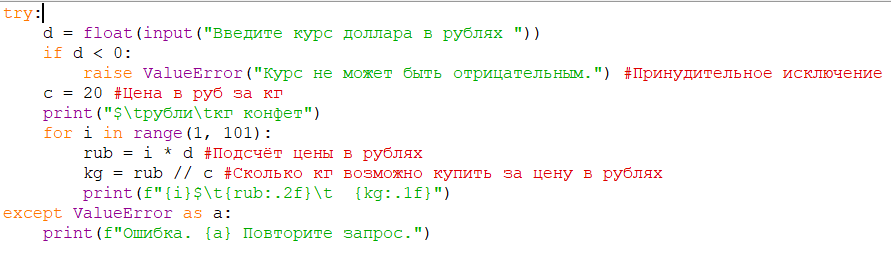 try:
    d = float(input("Введите курс доллара в рублях "))
    if d < 0:
        raise ValueError("Курс не может быть отрицательным.") #Принудительное исключение
    c = 20 #Цена в руб за кг
    print("$\tрубли\tкг конфет")
    for i in range(1, 101):
        rub = i * d #Подсчёт цены в рублях
        kg = rub // c #Сколько кг возможно купить за цену в рублях
        print(f"{i}$\t{rub:.2f}\t  {kg:.1f}")
except ValueError as a:
    print(f"Ошибка. {a} Повторите запрос.")